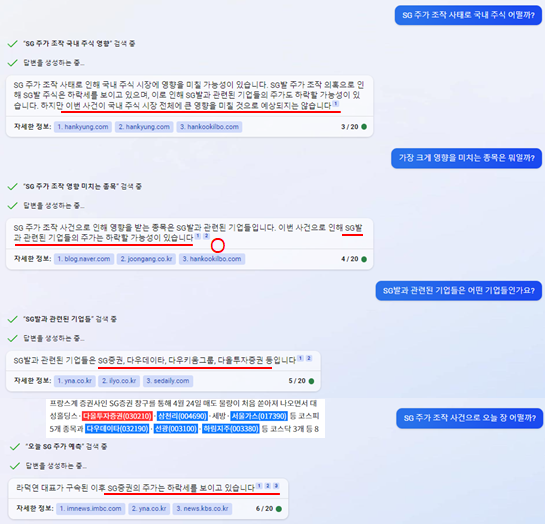 SG 주가 조작 사태로 국내 주식 어떨까?
"SG 주가 조작 국내 주식 영향" 검색 중
답변을 생성하는 중...
SG 주가 조작 사태로 인해 국내 주식 시장에 영향을 미칠 가능성이 있습니다. SG발 주가 조작 의혹으로 인
해 SG발 주식은 하락세를 보이고 있으며, 이로 인해 SG발과 관련된 기업들의 주가도 하락할 가능성이 있
습니다. 하지만 이번 사건이 국내 주식 시장 전체에 큰 영향을 미칠 것으로 예상되지는 않습니다 1
자세한 정보: 1. hankyung.com 2. hankyung.com 3. hankookilbo.com 3 / 20
가장 크게 영향을 미치는 종목은 뭐일까?
"SG 주가 조작 영향 미치는 종목" 검색 중
답변을 생성하는 중...
SG 주가 조작 사건으로 인해 영향을 받는 종목은 SG발과 관련된 기업들입니다. 이번 사건으로 인해 SG발
과 관련된 기업들의 주가는 하락할 가능성이 있습니다 1 2
자세한 정보: 1. blog.naver.com 2. joongang.co.kr 3. hankookilbo.com 4 / 20
SG발과 관련된 기업들은 어떤 기업들인가요?
"SG발과 관련된 기업들" 검색 중
답변을 생성하는 중...
SG발과 관련된 기업들은 SG증권, 다우데이타, 다우키움그룹, 다올투자증권 등입니다 1 2
자세한 정보: 1. yna.co.kr 2. ilyo.co.kr 3. sedaily.com 5 / 20
프랑스계 증권사인 SG증권 창구를 통해 4월 24일 매도 물량이 처음 쏟아져 나오면서 대
성홀딩스·다올투자증권(030210)·삼천리(004690)·세방·서울가스(017390) 등 코스피
5개 종목과 다우데이타(032190)·선광(003100)·하림지주(003380) 등 코스닥 3개 등 8
SG 주가 조작 사건으로 오늘 장 어떨까?
"오늘 SG 주가 예측" 검색 중
답변을 생성하는 중...
라덕연 대표가 구속된 이후 SG증권의 주가는 하락세를 보이고 있습니다 1 2 3
자세한 정보: 1. imnews.imbc.com 2. yna.co.kr 3. news.kbs.co.kr 6 / 20